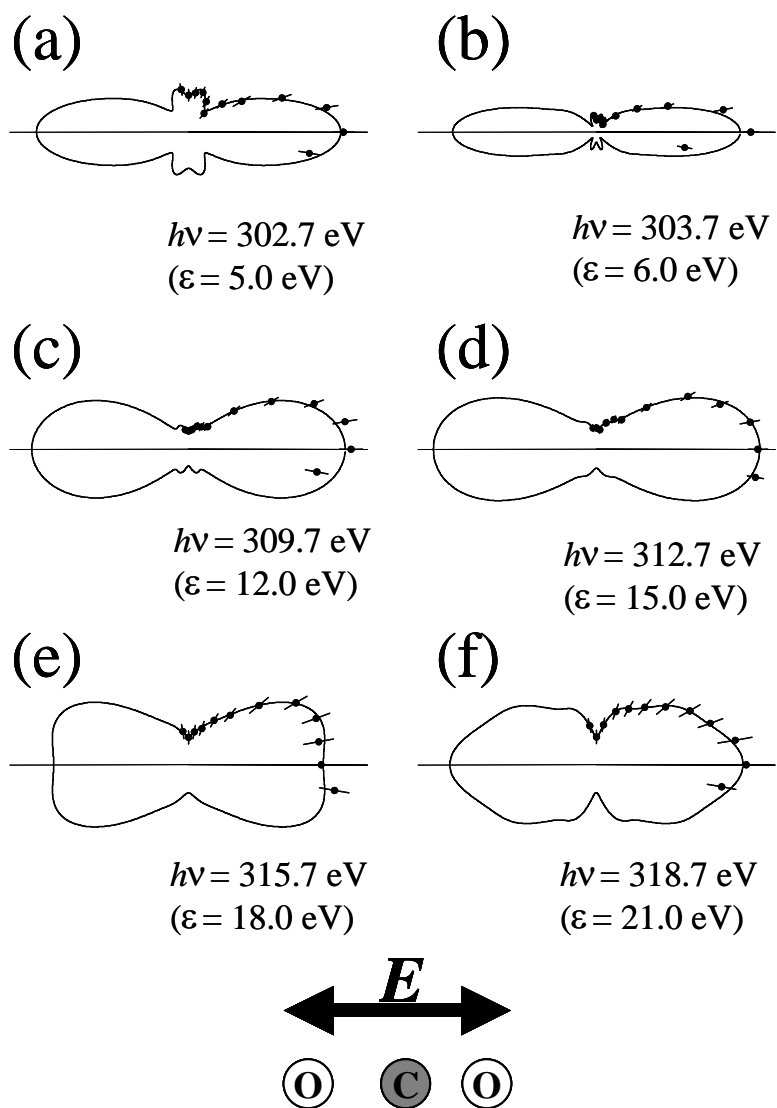 (a)
(b)
hν = 302.7 eV
(ε = 5.0 eV)
hν = 303.7 eV
(ε = 6.0 eV)
(c)
(d)
hν = 309.7 eV
(ε = 12.0 eV)
hν = 312.7 eV
(ε = 15.0 eV)
(e)
(f)
hν = 315.7 eV
(ε = 18.0 eV)
hν = 318.7 eV
(ε = 21.0 eV)
E
O C O